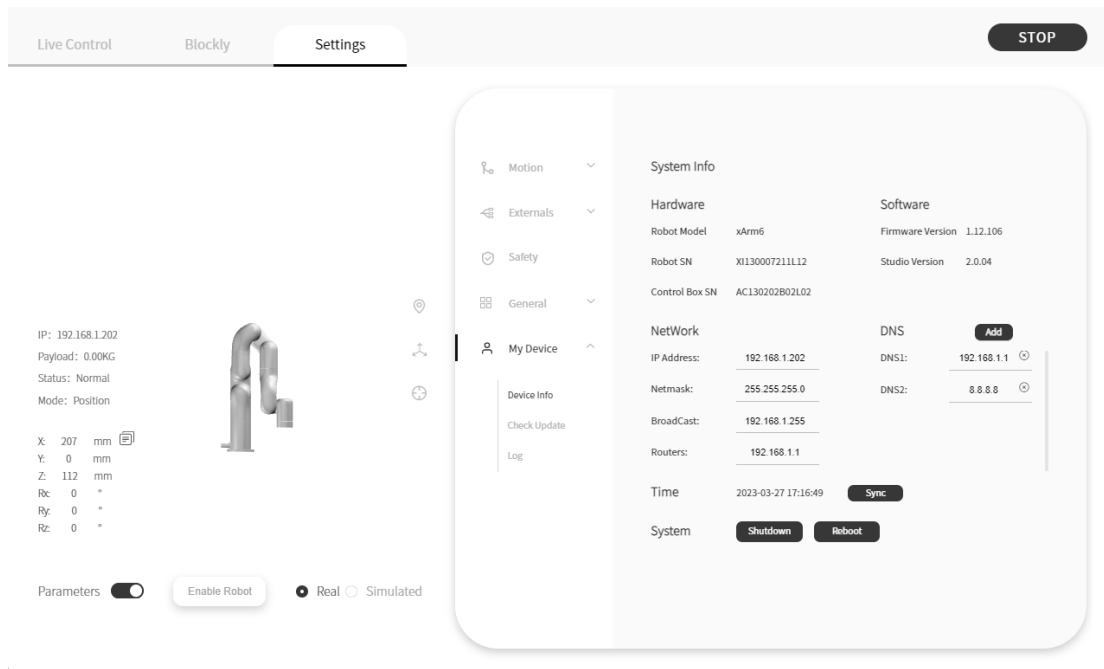 Live Control Blockly Settings STOP
IP: 192.168.1.202
Payload: 0.00KG
Status: Normal
Mode: Position
X: 207 mm
Y: 0 mm
Z: 112 mm
Rx: 0 °
Ry: 0 °
Rz: 0 °
Parameters Enable Robot Real Simulated
Motion
Externals
Safety
General
My Device
Device Info
Check Update
Log
System Info
Hardware
Robot Model xArm6
Robot SN XI130007211L12
Control Box SN AC130202B02L02
Software
Firmware Version 1.12.106
Studio Version 2.0.04
NetWork
IP Address: 192.168.1.202
Netmask: 255.255.255.0
BroadCast: 192.168.1.255
Routers: 192.168.1.1
DNS Add
DNS1: 192.168.1.1
DNS2: 8.8.8.8
Time 2023-03-27 17:16:49 Sync
System Shutdown Reboot